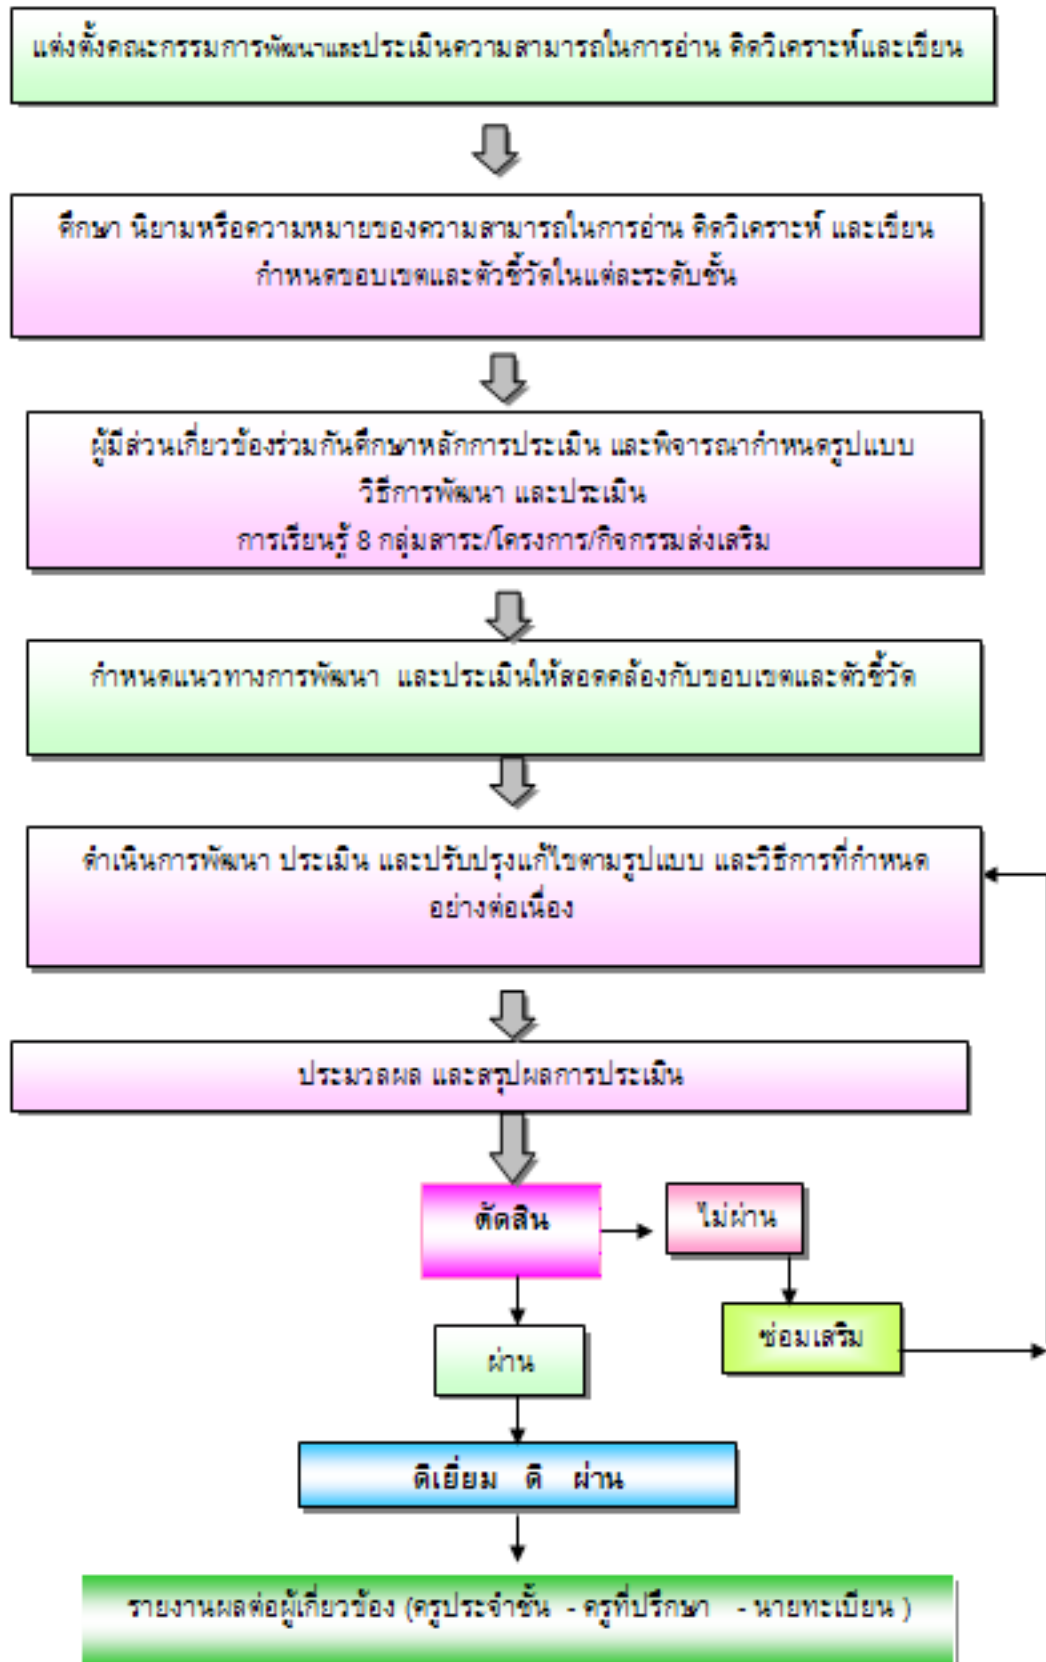 แต่งตั้งคณะกรรมการพัฒนาและประเมินความสามารถในการอ่าน คิดวิเคราะห์และเขียน
ศึกษา นิยามหรือความหมายของความสามารถในการอ่าน คิดวิเคราะห์ และเขียน
กำหนดขอบเขตและตัวชี้วัดในแต่ละระดับชั้น
ผู้มีส่วนเกี่ยวข้องร่วมกันศึกษาหลักการประเมิน และพิจารณากำหนดรูปแบบ
วิธีการพัฒนา และประเมิน
การเรียนรู้ 8 กลุ่มสาระ/โครงการ/กิจกรรมส่งเสริม
กำหนดแนวทางการพัฒนา และประเมินให้สอดคล้องกับขอบเขตและตัวชี้วัด
ดำเนินการพัฒนา ประเมิน และปรับปรุงแก้ไขตามรูปแบบ และวิธีการที่กำหนด
อย่างต่อเนื่อง
ประมวลผล และสรุปผลการประเมิน
ตัดสิน
ไม่ผ่าน
ซ่อมเสริม
ผ่าน
ดีเยี่ยม ดี ผ่าน
รายงานผลต่อผู้เกี่ยวข้อง (ครูประจำชั้น - ครูที่ปรึกษา - นายทะเบียน )